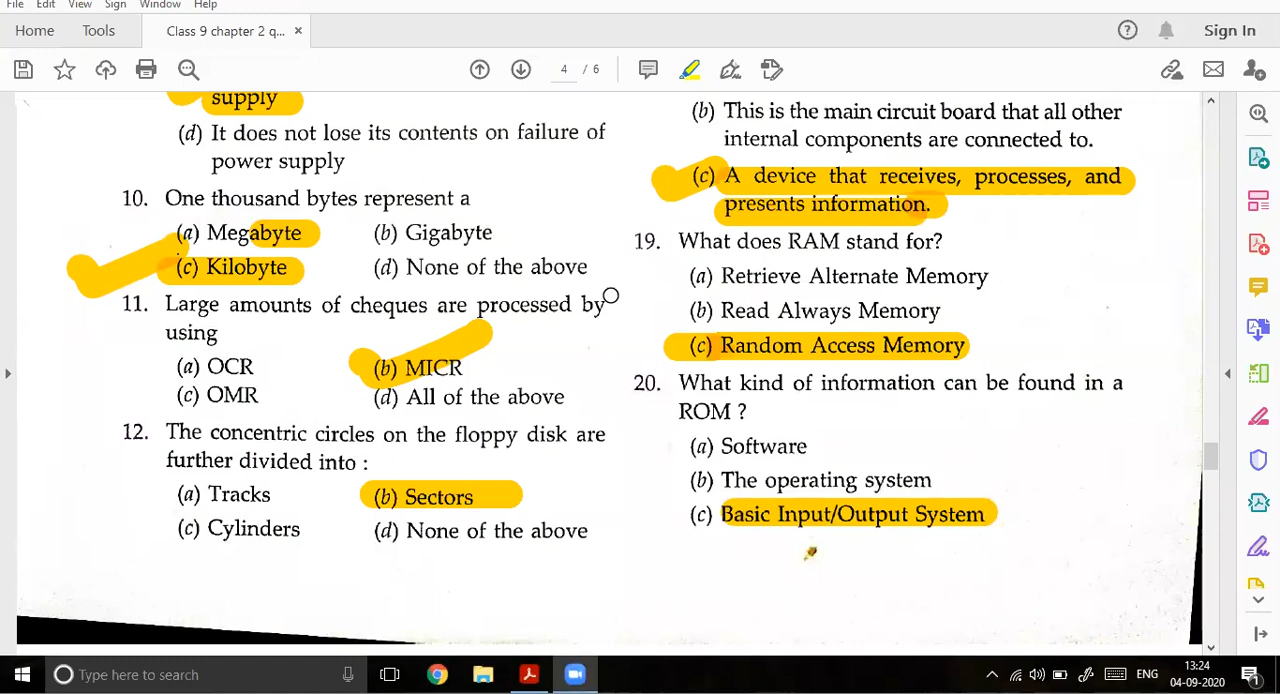 File Edit View Sign Window Help
Home Tools Class 9 chapter 2 q... × Sign In
4 / 6
supply
(d) It does not lose its contents on failure of
power supply
10. One thousand bytes represent a
(a) Megabyte (b) Gigabyte
(c) Kilobyte (d) None of the above
11. Large amounts of cheques are processed by
using
(a) OCR (b) MICR
(c) OMR (d) All of the above
12. The concentric circles on the floppy disk are
further divided into :
(a) Tracks (b) Sectors
(c) Cylinders (d) None of the above
(b) This is the main circuit board that all other
internal components are connected to.
(c) A device that receives, processes, and
presents information.
19. What does RAM stand for?
(a) Retrieve Alternate Memory
(b) Read Always Memory
(c) Random Access Memory
20. What kind of information can be found in a
ROM ?
(a) Software
(b) The operating system
(c) Basic Input/Output System
Type here to search
ENG
13:24
04-09-2020
1